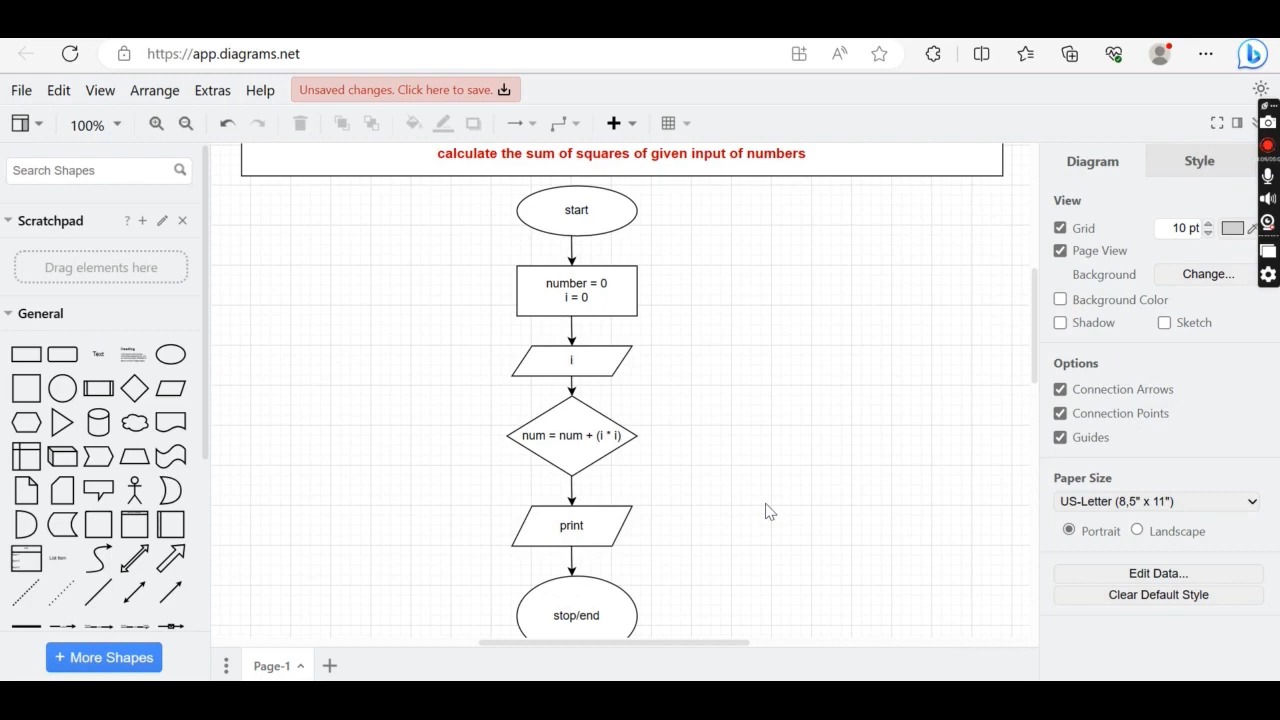 https://app.diagrams.net
File Edit View Arrange Extras Help Unsaved changes. Click here to save.
100%
Search Shapes
Scratchpad
?
Drag elements here
General
Text
Heading
List Item
More Shapes
calculate the sum of squares of given input of numbers
start
number = 0
i = 0
i
num = num + (i * i)
print
stop/end
Page-1
Diagram Style
View
Grid 10 pt
Page View
Background Change...
Background Color
Shadow Sketch
Options
Connection Arrows
Connection Points
Guides
Paper Size
US-Letter (8,5" x 11")
Portrait Landscape
Edit Data...
Clear Default Style